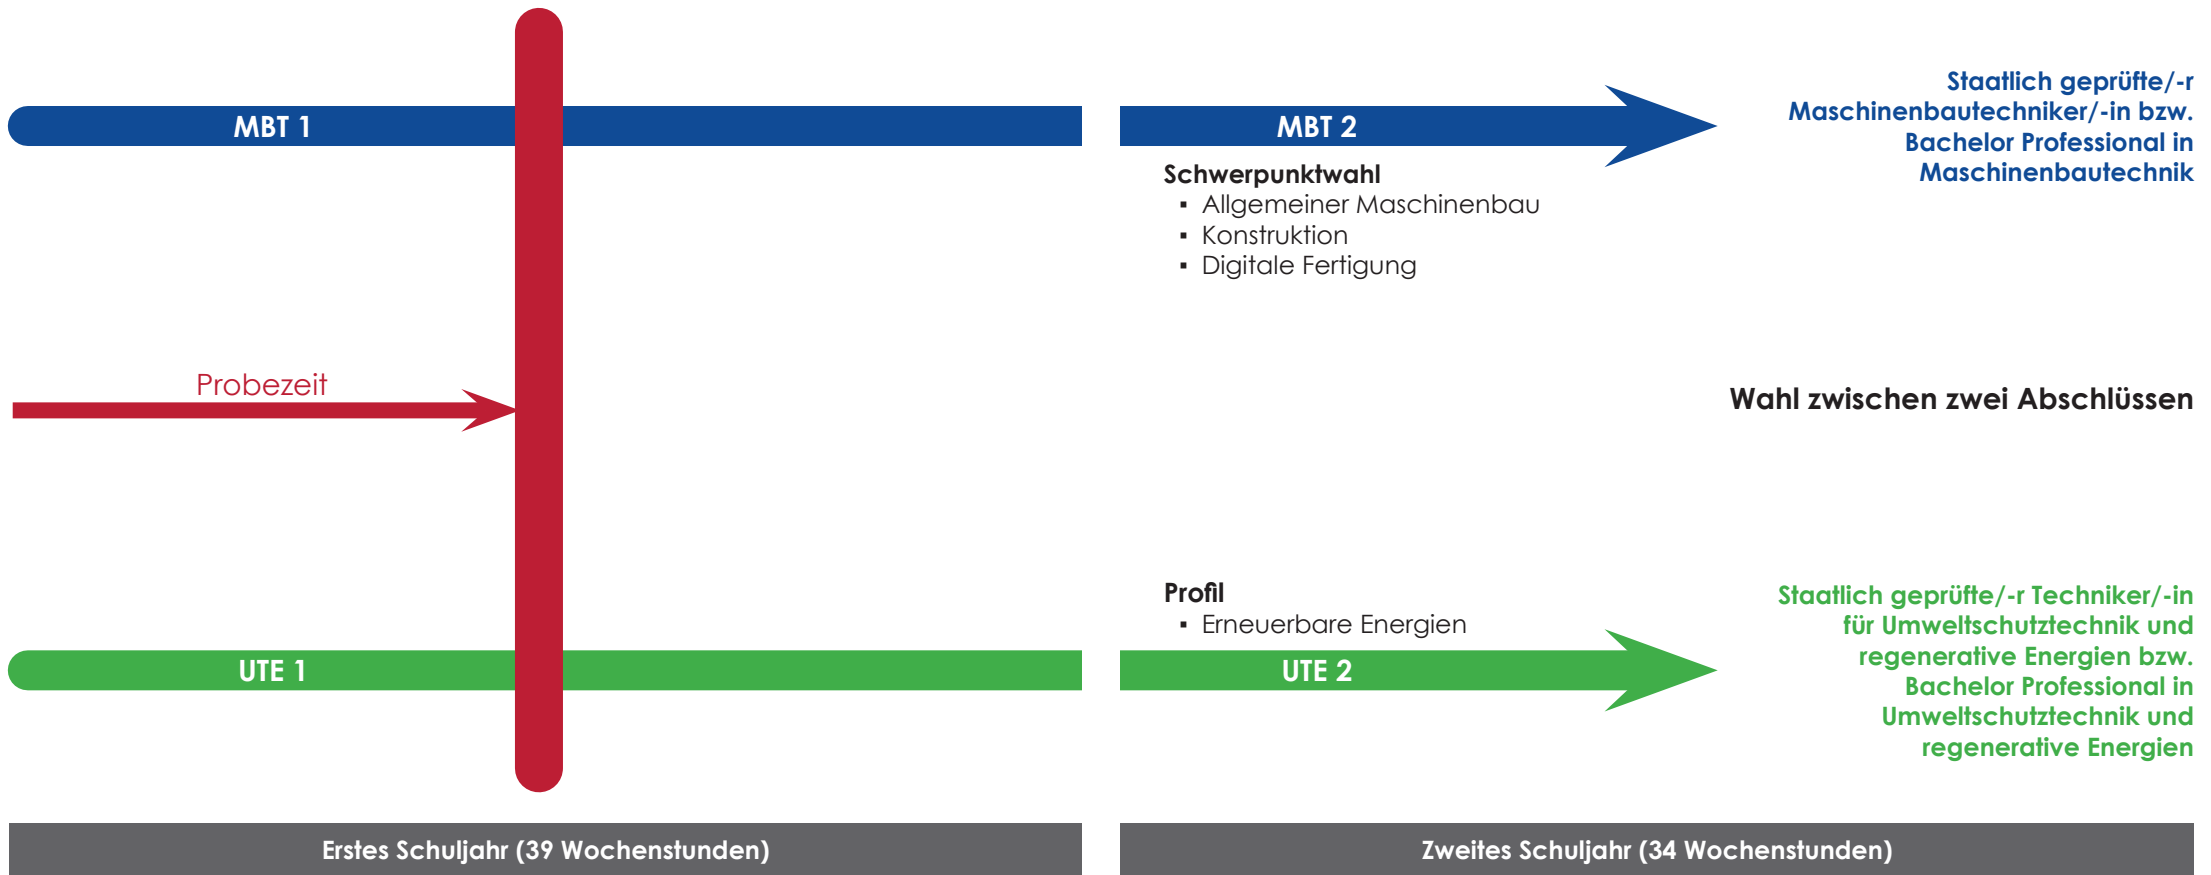 MBT 1
MBT 2
Staatlich geprüfte/-r
Maschinenbautechniker/-in bzw.
Bachelor Professional in
Maschinenbautechnik
Schwerpunktwahl
▪ Allgemeiner Maschinenbau
▪ Konstruktion
▪ Digitale Fertigung
Probezeit
Wahl zwischen zwei Abschlüssen
Profil
▪ Erneuerbare Energien
UTE 1
UTE 2
Staatlich geprüfte/-r Techniker/-in
für Umweltschutztechnik und
regenerative Energien bzw.
Bachelor Professional in
Umweltschutztechnik und
regenerative Energien
Erstes Schuljahr (39 Wochenstunden)
Zweites Schuljahr (34 Wochenstunden)